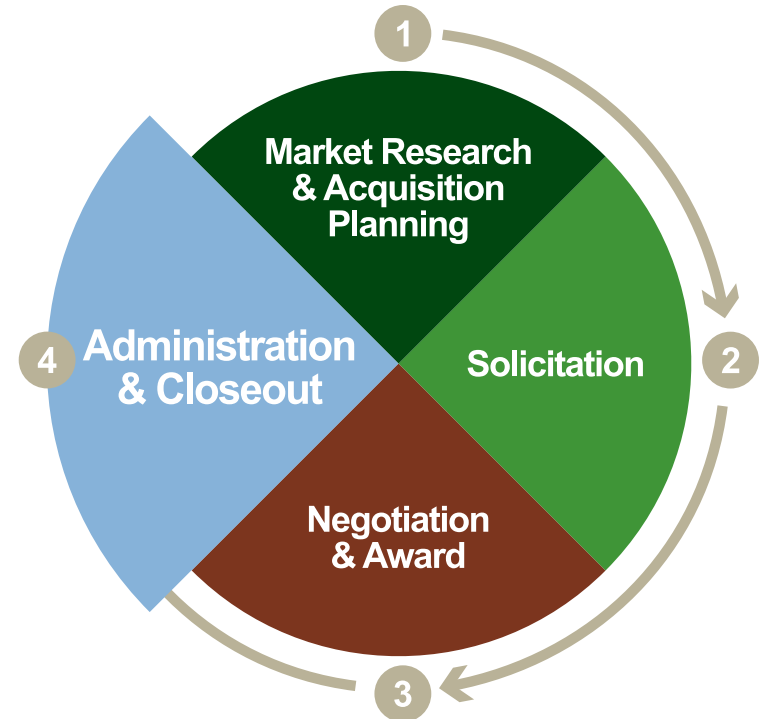 1
Market Research
& Acquisition
Planning
2
Solicitation
3
Negotiation
& Award
4
Administration
& Closeout